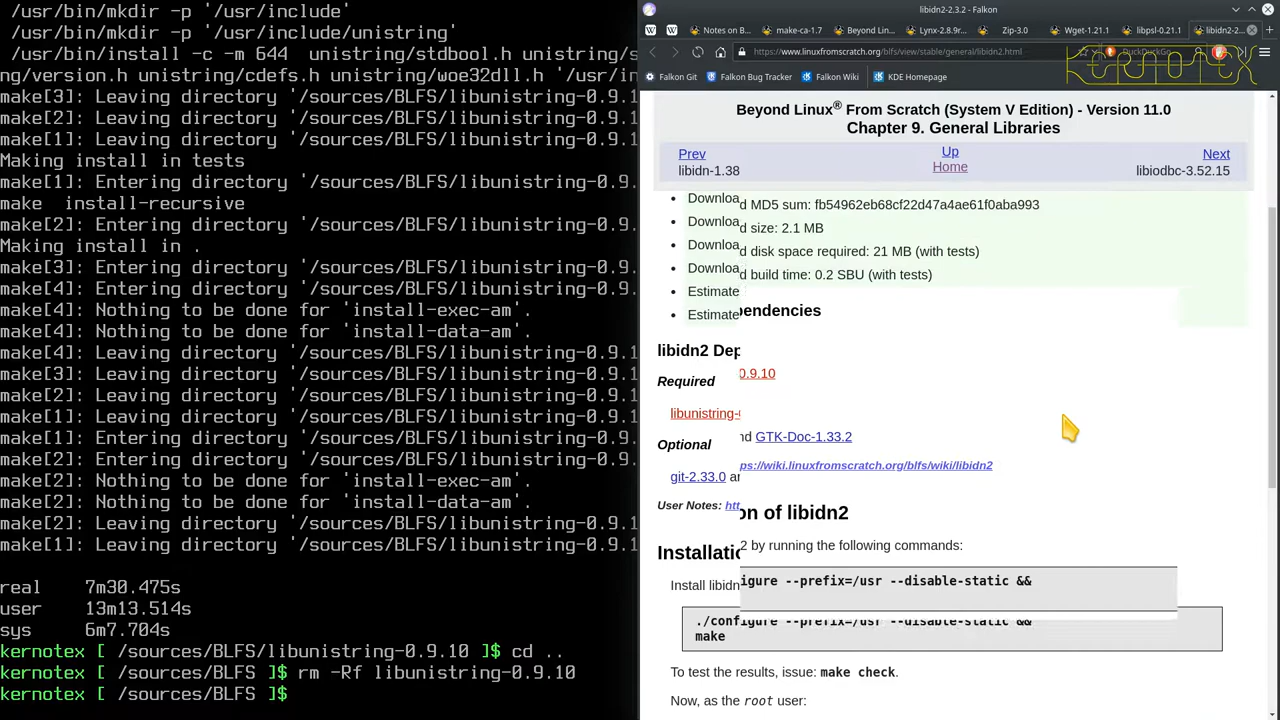 /usr/bin/mkdir -p '/usr/include'
/usr/bin/mkdir -p '/usr/include/unistring'
/usr/bin/install -c -m 644  unistring/stdbool.h unistring/s
ng/version.h unistring/cdefs.h unistring/woe32dll.h '/usr/in
make[3]: Leaving directory '/sources/BLFS/libunistring-0.9.1
make[2]: Leaving directory '/sources/BLFS/libunistring-0.9.1
make[1]: Leaving directory '/sources/BLFS/libunistring-0.9.1
Making install in tests
make[1]: Entering directory '/sources/BLFS/libunistring-0.9.
make  install-recursive
make[2]: Entering directory '/sources/BLFS/libunistring-0.9.
Making install in .
make[3]: Entering directory '/sources/BLFS/libunistring-0.9.
make[4]: Entering directory '/sources/BLFS/libunistring-0.9.
make[4]: Nothing to be done for 'install-exec-am'.
make[4]: Nothing to be done for 'install-data-am'.
make[4]: Leaving directory '/sources/BLFS/libunistring-0.9.1
make[3]: Leaving directory '/sources/BLFS/libunistring-0.9.1
make[2]: Leaving directory '/sources/BLFS/libunistring-0.9.1
make[1]: Leaving directory '/sources/BLFS/libunistring-0.9.1
make[1]: Entering directory '/sources/BLFS/libunistring-0.9.
make[2]: Entering directory '/sources/BLFS/libunistring-0.9.
make[2]: Nothing to be done for 'install-exec-am'.
make[2]: Nothing to be done for 'install-data-am'.
make[2]: Leaving directory '/sources/BLFS/libunistring-0.9.1
make[1]: Leaving directory '/sources/BLFS/libunistring-0.9.1
real    7m30.475s
user    13m13.514s
sys     6m7.704s
kernotex [ /sources/BLFS/libunistring-0.9.10 ]$ cd ..
kernotex [ /sources/BLFS ]$ rm -Rf libunistring-0.9.10
kernotex [ /sources/BLFS ]$
libidn2-2.3.2 - Falkon
Notes on B... make-ca-1.7 Beyond Lin... Lynx-2.8.9r... Zip-3.0 Wget-1.21.1 libpsl-0.21.1 libidn2-2...
https://www.linuxfromscratch.org/blfs/view/stable/general/libidn2.html DuckDuckGo
KERNOTEX
Falkon Git Falkon Bug Tracker Falkon Wiki KDE Homepage
Beyond Linux® From Scratch (System V Edition) - Version 11.0
Chapter 9. General Libraries
Prev Up Next
libidn-1.38 Home libiodbc-3.52.15
Downloa
d MD5 sum: fb54962eb68cf22d47a4ae61f0aba993
Downloa
d size: 2.1 MB
Downloa
d disk space required: 21 MB (with tests)
Downloa
d build time: 0.2 SBU (with tests)
Estimate
pendencies
Estimate
libidn2 Dep
0.9.10
Required
libunistring-
nd GTK-Doc-1.33.2
Optional
ps://wiki.linuxfromscratch.org/blfs/wiki/libidn2
git-2.33.0 an
User Notes: htt
on of libidn2
2 by running the following commands:
Installatio
igure --prefix=/usr --disable-static &&
Install libidn
./configure --prefix=/usr --disable-static &&
make
To test the results, issue: make check.
Now, as the root user: